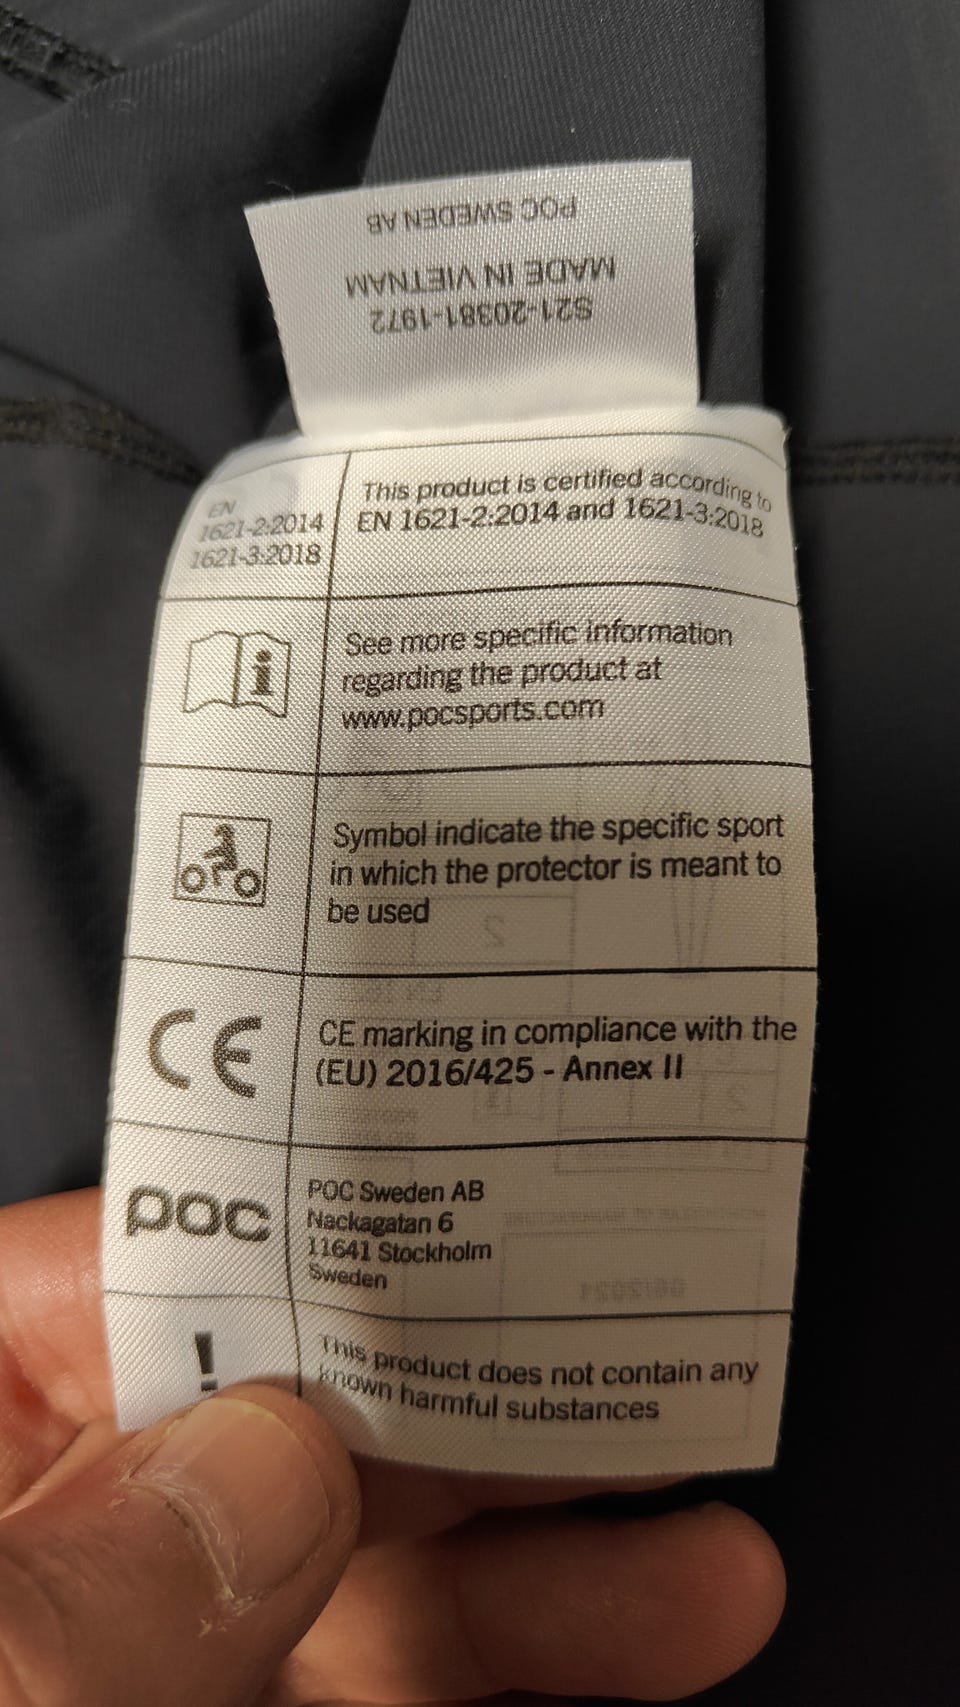 POC SWEDEN AB
MADE IN VIETNAM
S21-20381-1972
EN
1621-2:2014
1621-3:2018
This product is certified according to
EN 1621-2:2014 and 1621-3:2018
i
See more specific information
regarding the product at
www.pocsports.com
Symbol indicate the specific sport
in which the protector is meant to
be used
CE
CE marking in compliance with the
(EU) 2016/425 - Annex II
POC
POC Sweden AB
Nackagatan 6
11641 Stockholm
Sweden
!
This product does not contain any
known harmful substances
2
2
06/2021